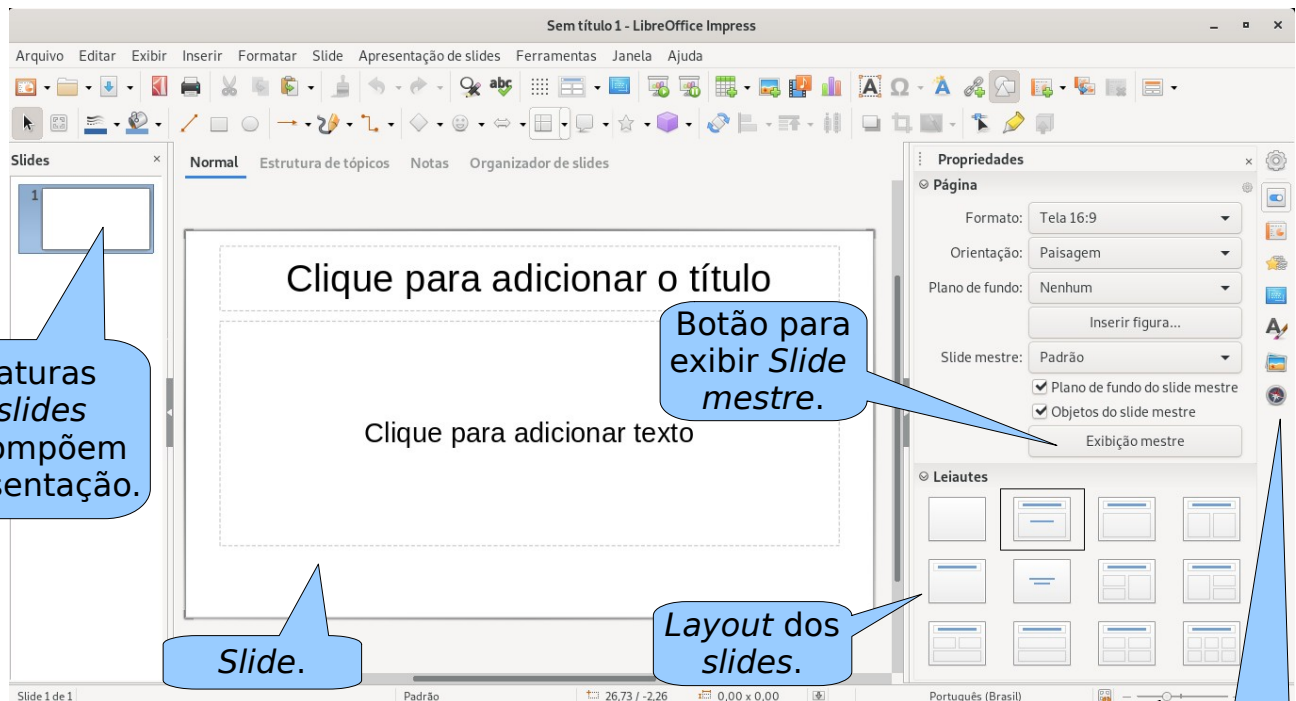 Sem título 1 - LibreOffice Impress
Arquivo Editar Exibir Inserir Formatar Slide Apresentação de slides Ferramentas Janela Ajuda
Slides
Normal Estrutura de tópicos Notas Organizador de slides
Propriedades
Página
1
Formato: Tela 16:9
Orientação: Paisagem
Plano de fundo: Nenhum
Inserir figura...
Slide mestre: Padrão
Plano de fundo do slide mestre
Objetos do slide mestre
Exibição mestre
Leiautes
Clique para adicionar o título
Clique para adicionar texto
Botão para
exibir Slide
mestre.
aturas
slides
ompõem
sentação.
Slide.
Layout dos
slides.
Slide 1 de 1 Padrão 26,73 / -2,26 0,00 x 0,00 Português (Brasil)